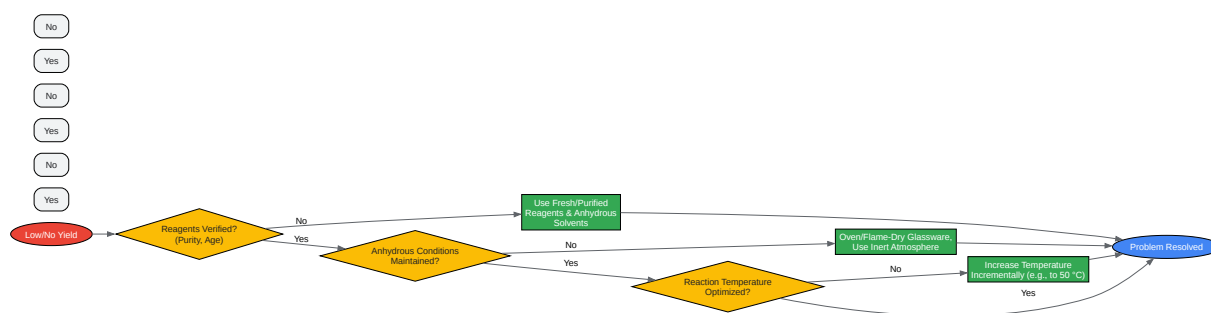 No
Yes
No
Yes
No
Yes
Low/No Yield
Reagents Verified?
(Purity, Age)
No
Yes
Use Fresh/Purified
Reagents & Anhydrous
Solvents
Anhydrous Conditions
Maintained?
No
Yes
Oven/Flame-Dry Glassware,
Use Inert Atmosphere
Reaction Temperature
Optimized?
No
Yes
Increase Temperature
Incrementally (e.g., to 50 °C)
Problem Resolved